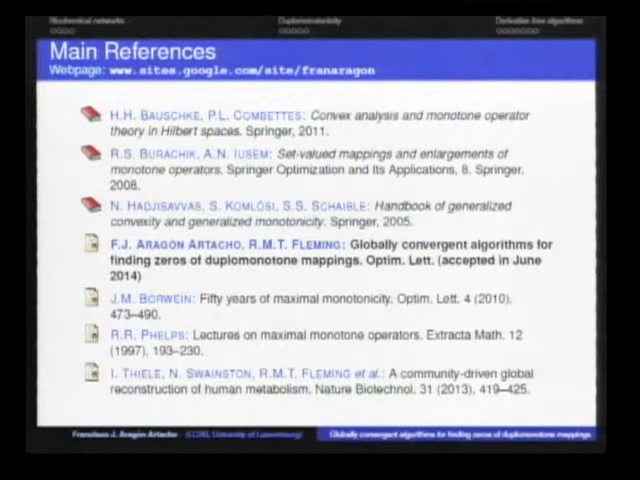 Biochemical networks Duplomonotonicity Derivative-free algorithms
Main References
Webpage: www.sites.google.com/site/franaragon
H.H. BAUSCHKE, P.L. COMBETTES: Convex analysis and monotone operator
theory in Hilbert spaces. Springer, 2011.
R.S. BURACHIK, A.N. IUSEM: Set-valued mappings and enlargements of
monotone operators. Springer Optimization and Its Applications, 8. Springer,
2008.
N. HADJISAVVAS, S. KOMLÓSI, S.S. SCHAIBLE: Handbook of generalized
convexity and generalized monotonicity. Springer, 2005.
F.J. ARAGÓN ARTACHO, R.M.T. FLEMING: Globally convergent algorithms for
finding zeros of duplomonotone mappings. Optim. Lett. (accepted in June
2014)
J.M. BORWEIN: Fifty years of maximal monotonicity. Optim. Lett. 4 (2010),
473–490.
R.R. PHELPS: Lectures on maximal monotone operators. Extracta Math. 12
(1997), 193–230.
I. THIELE, N. SWAINSTON, R.M.T. FLEMING et al.: A community-driven global
reconstruction of human metabolism. Nature Biotechnol. 31 (2013), 419–425.
Francisco J. Aragón Artacho (LCSB, University of Luxembourg) Globally convergent algorithms for finding zeros of duplomonotone mappings